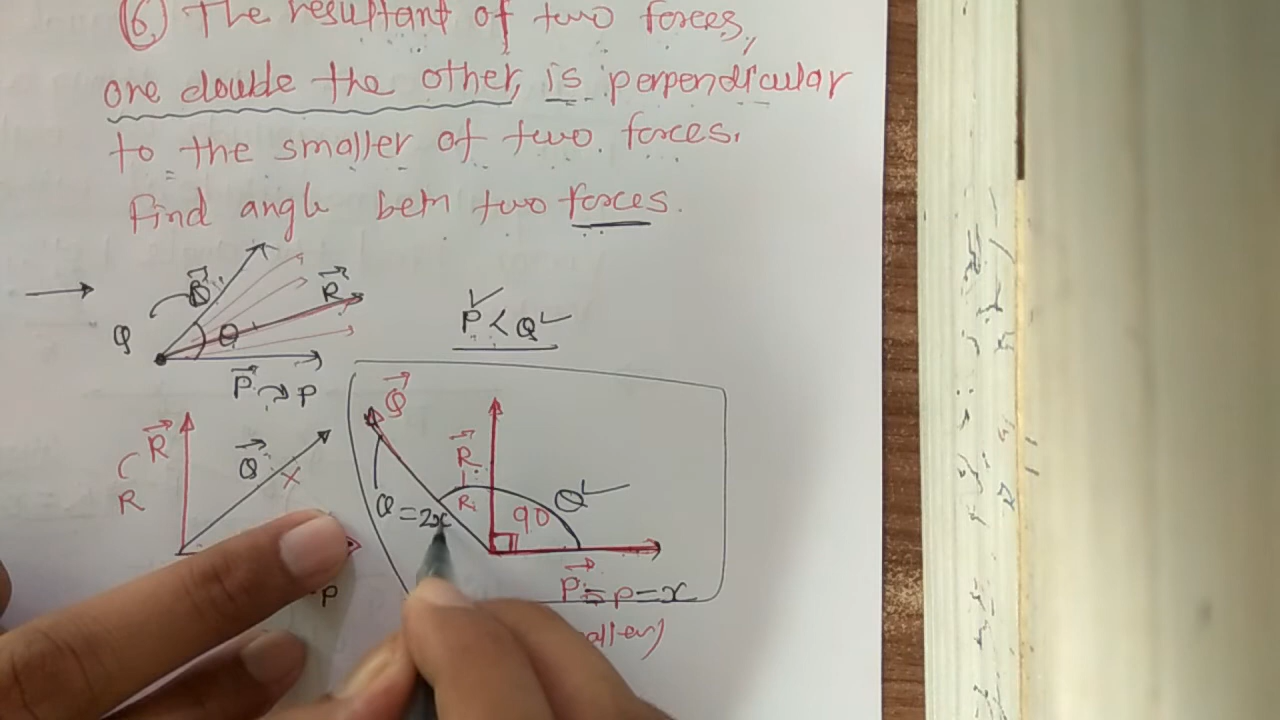 6. The resultant of two forces,
one double the other, is perpendicular
to the smaller of two forces.
Find angle betn two forces.
R
Q θ
P P
P < Q
R Q
R
P
Q
R
R
Q = 2x
90
θ
P = P = x